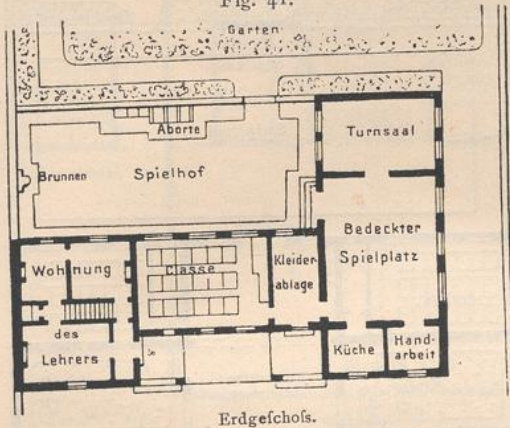 Fig. 41.
Garten
Aborte
Turnsaal
Brunnen
Spielhof
Bedeckter
Spielplatz
Wohnung
Classe
Kleider
ablage
des
Lehrers
Küche
Hand-
arbeit
Erdgeſchoſs.